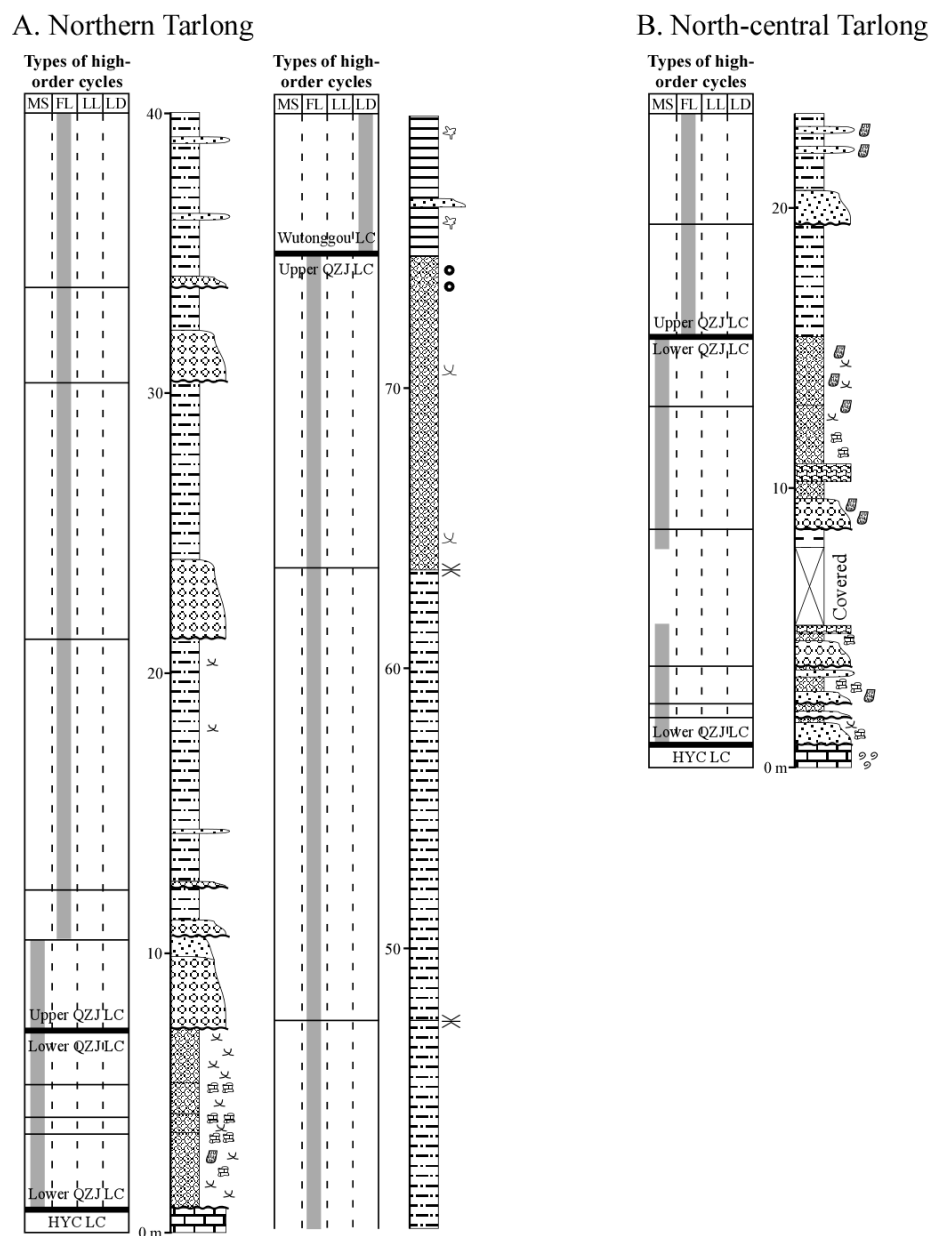 A. Northern Tarlong
Types of high-
order cycles
MS FL LL LD
40
30
20
10
0 m
Upper QZJ LC
Lower QZJ LC
Lower QZJ LC
HYC LC
Types of high-
order cycles
MS FL LL LD
Wutonggou LC
Upper QZJ LC
70
60
50
B. North-central Tarlong
Types of high-
order cycles
MS FL LL LD
20
10
0 m
Upper QZJ LC
Lower QZJ LC
Covered
Lower QZJ LC
HYC LC